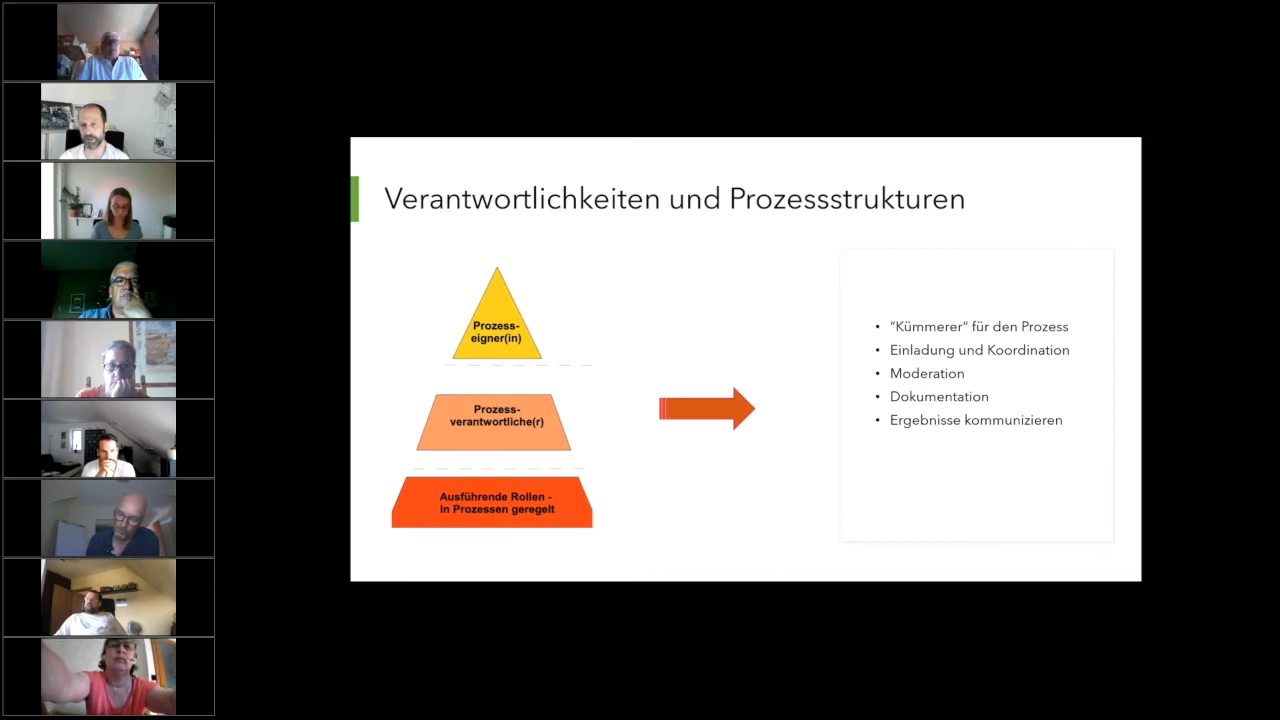 Verantwortlichkeiten und Prozessstrukturen
Prozess-
eigner(in)
Prozess-
verantwortliche(r)
Ausführende Rollen -
In Prozessen geregelt
• “Kümmerer“ für den Prozess
• Einladung und Koordination
• Moderation
• Dokumentation
• Ergebnisse kommunizieren